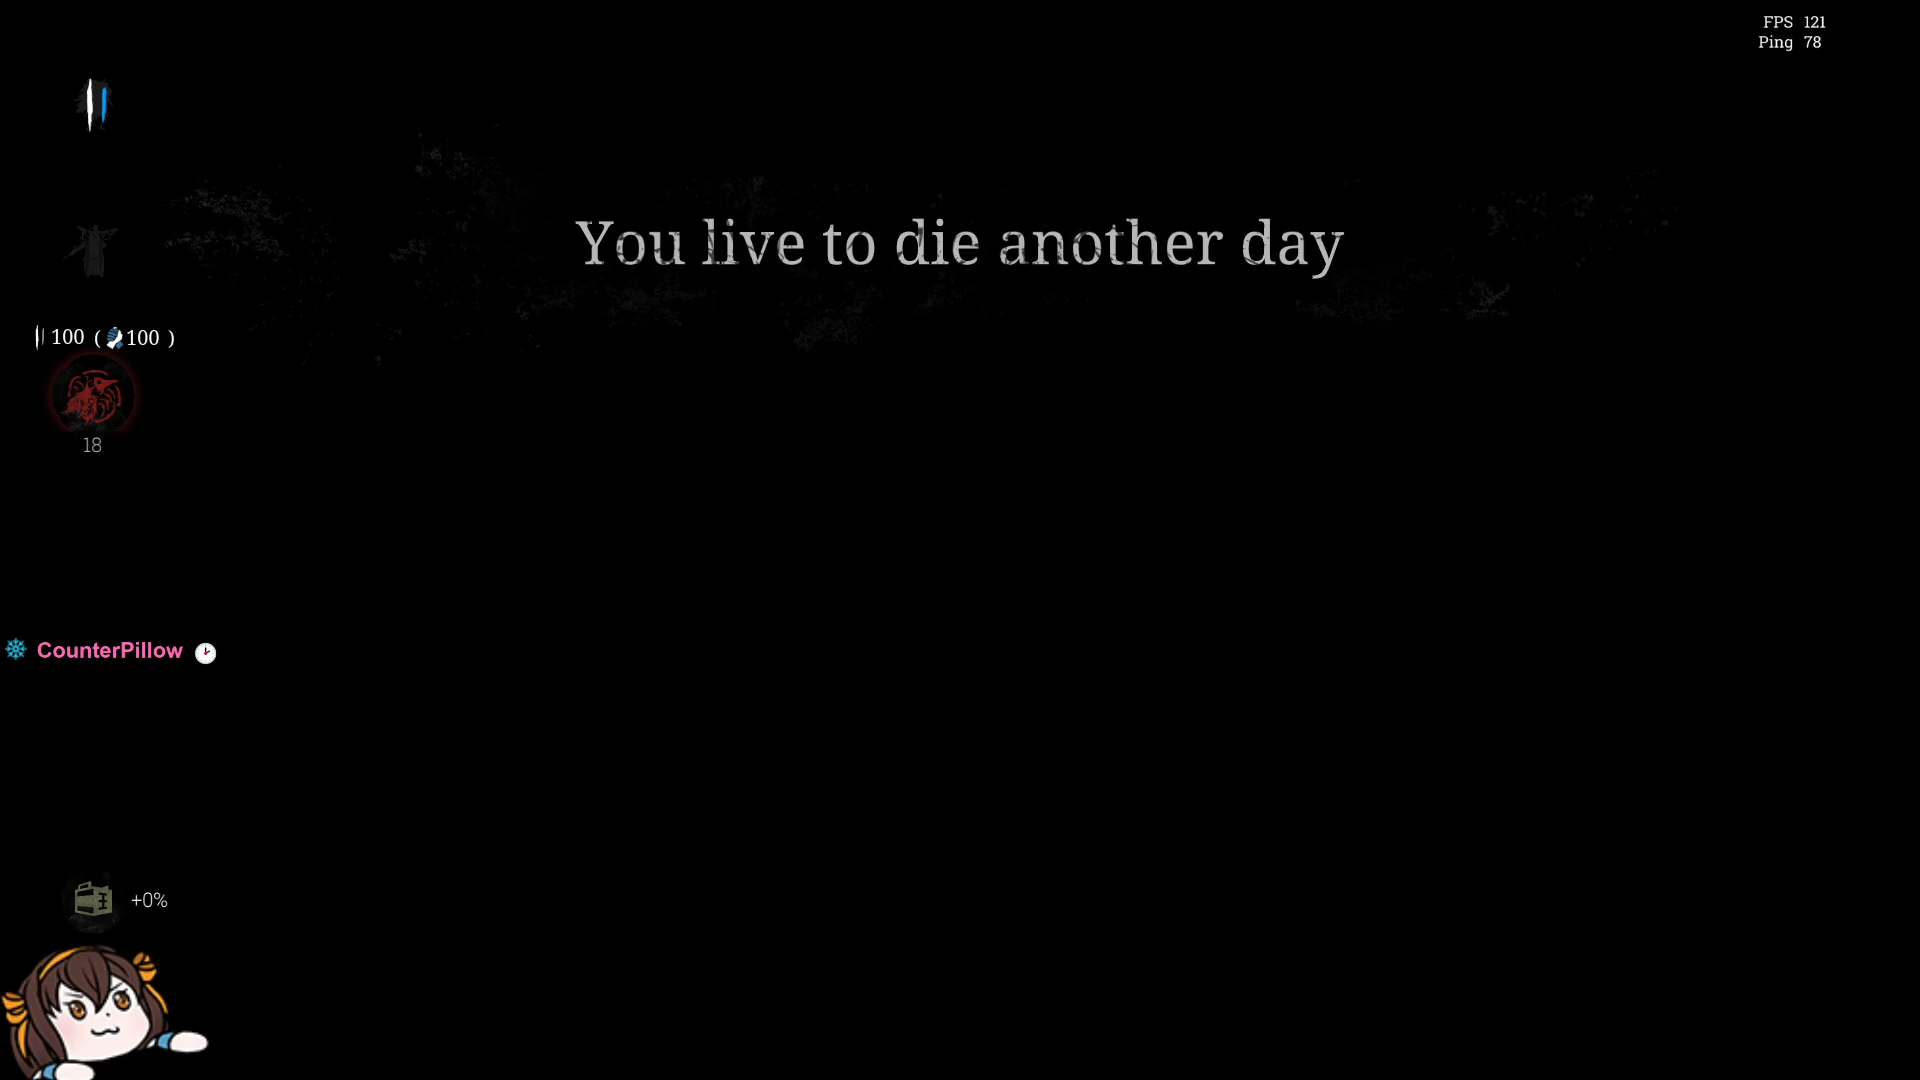 FPS 121
Ping 78
You live to die another day
100 ( 100 )
18
CounterPillow
+0%